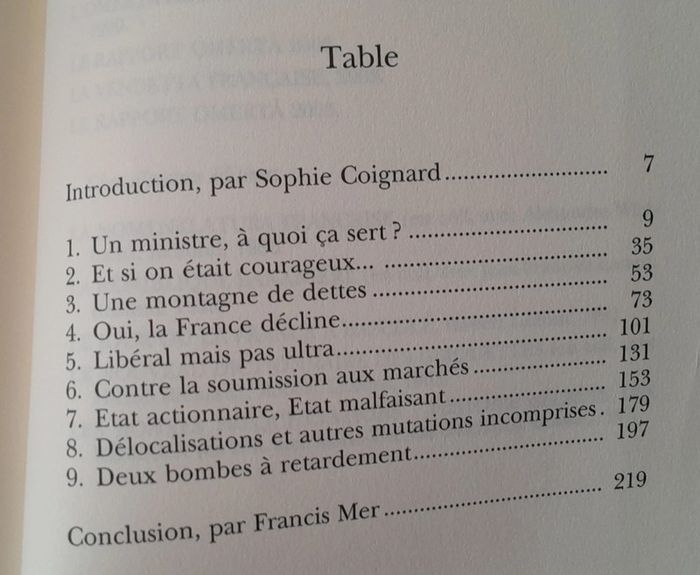 Table
Introduction, par Sophie Coignard ........ 7
1. Un ministre, à quoi ça sert ? ........ 9
2. Et si on était courageux... ........ 35
3. Une montagne de dettes ........ 53
4. Oui, la France décline ........ 73
5. Libéral mais pas ultra ........ 101
6. Contre la soumission aux marchés ........ 131
7. Etat actionnaire, Etat malfaisant ........ 153
8. Délocalisations et autres mutations incomprises . 179
9. Deux bombes à retardement ........ 197
Conclusion, par Francis Mer ........ 219